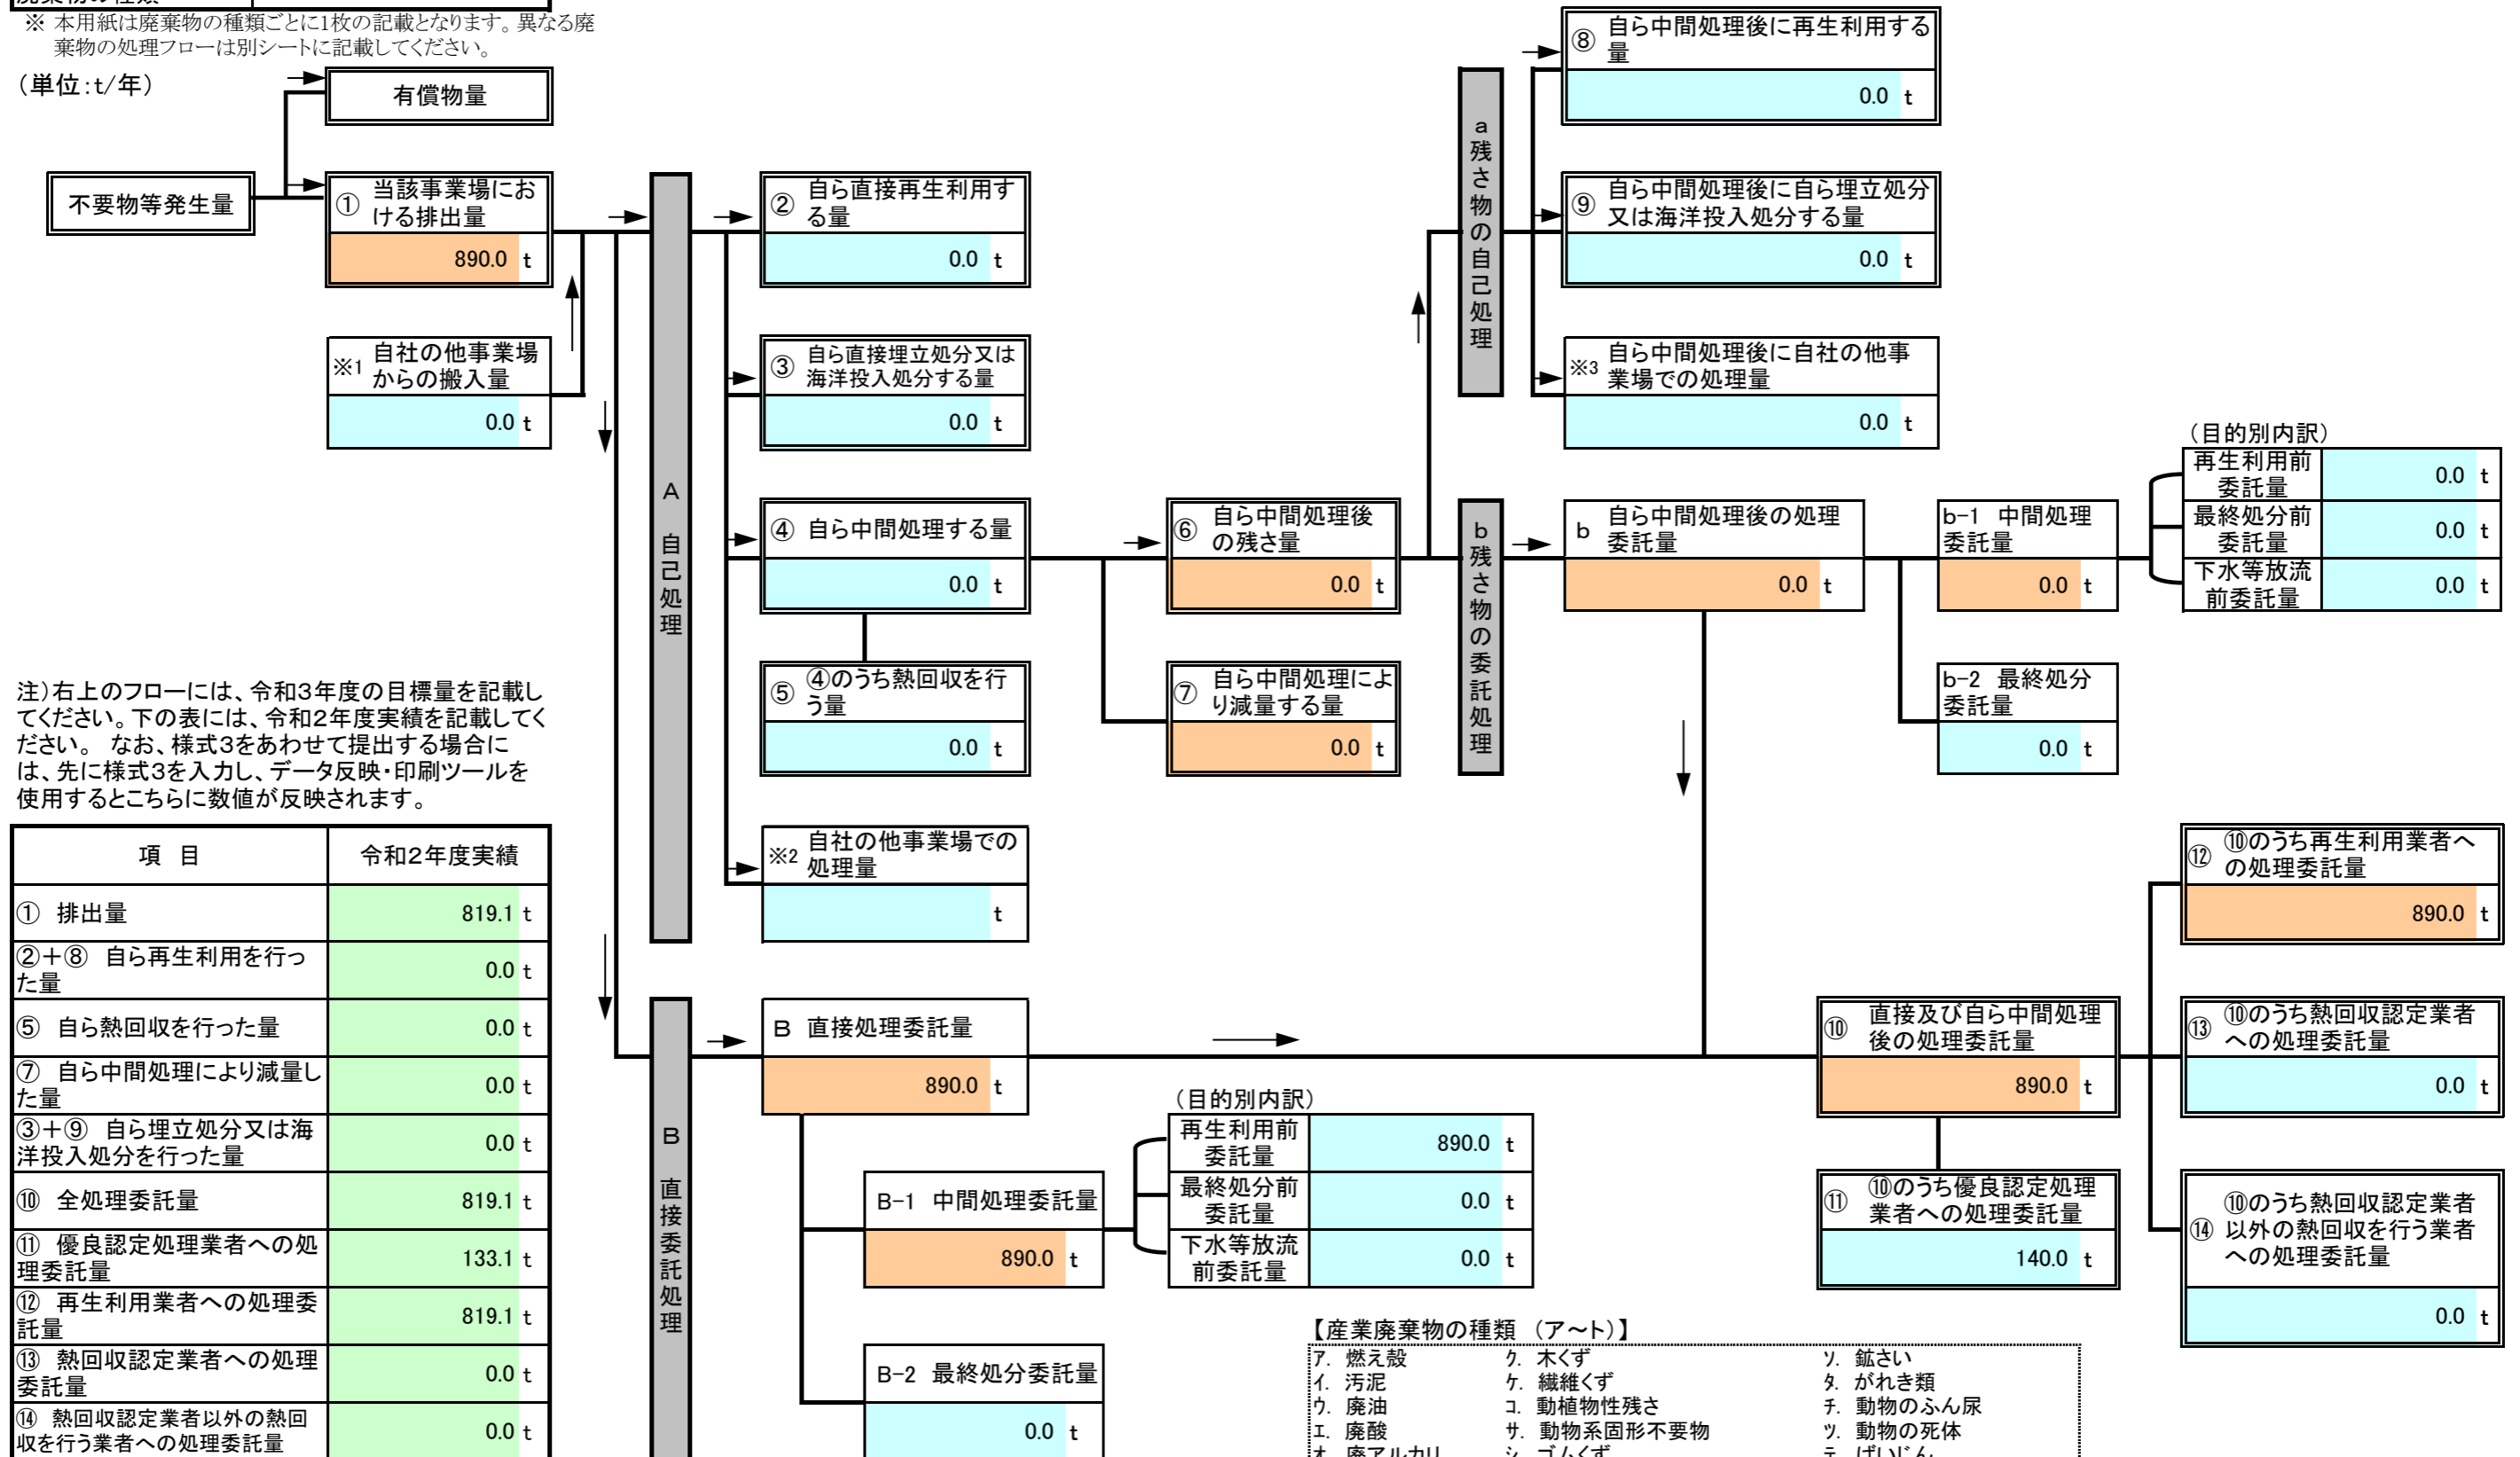 廃棄物の種類
※ 本用紙は廃棄物の種類ごとに1枚の記載となります。異なる廃
棄物の処理フローは別シートに記載してください。
（単位：t/年）
有償物量
不要物等発生量
① 当該事業場にお
ける排出量
890.0 t
※1 自社の他事業場
からの搬入量
0.0 t
A 自己処理
② 自ら直接再生利用す
る量
0.0 t
③ 自ら直接埋立処分又は
海洋投入処分する量
0.0 t
④ 自ら中間処理する量
0.0 t
⑤ ④のうち熱回収を行
う量
0.0 t
※2 自社の他事業場での
処理量
t
⑥ 自ら中間処理後
の残さ量
0.0 t
⑦ 自ら中間処理によ
り減量する量
0.0 t
a 残さ物の自己処理
⑧ 自ら中間処理後に再生利用する
量
0.0 t
⑨ 自ら中間処理後に自ら埋立処分
又は海洋投入処分する量
0.0 t
※3 自ら中間処理後に自社の他事
業場での処理量
0.0 t
b 残さ物の委託処理
b 自ら中間処理後の処理
委託量
0.0 t
b-1 中間処理
委託量
0.0 t
（目的別内訳）
再生利用前
委託量
0.0 t
最終処分前
委託量
0.0 t
下水等放流
前委託量
0.0 t
b-2 最終処分
委託量
0.0 t
注）右上のフローには、令和3年度の目標量を記載し
てください。下の表には、令和2年度実績を記載してく
ださい。 なお、様式3をあわせて提出する場合に
は、先に様式3を入力し、データ反映・印刷ツールを
使用するとこちらに数値が反映されます。
項 目 令和2年度実績
① 排出量 819.1 t
②＋⑧ 自ら再生利用を行っ
た量 0.0 t
⑤ 自ら熱回収を行った量 0.0 t
⑦ 自ら中間処理により減量し
た量 0.0 t
③＋⑨ 自ら埋立処分又は海
洋投入処分を行った量 0.0 t
⑩ 全処理委託量 819.1 t
⑪ 優良認定処理業者への処
理委託量 133.1 t
⑫ 再生利用業者への処理委
託量 819.1 t
⑬ 熱回収認定業者への処理
委託量 0.0 t
⑭ 熱回収認定業者以外の熱回
収を行う業者への処理委託量 0.0 t
B 直接委託処理
B 直接処理委託量
890.0 t
B-1 中間処理委託量
890.0 t
（目的別内訳）
再生利用前
委託量
890.0 t
最終処分前
委託量
0.0 t
下水等放流
前委託量
0.0 t
B-2 最終処分委託量
0.0 t
⑩ 直接及び自ら中間処理
後の処理委託量
890.0 t
⑪ ⑩のうち優良認定処理
業者への処理委託量
140.0 t
⑫ ⑩のうち再生利用業者へ
の処理委託量
890.0 t
⑬ ⑩のうち熱回収認定業者
への処理委託量
0.0 t
⑭ ⑩のうち熱回収認定業者
以外の熱回収を行う業者
への処理委託量
0.0 t
【産業廃棄物の種類 （ア～ト）】
ア. 燃え殻 ク. 木くず ソ. 鉱さい
イ. 汚泥 ケ. 繊維くず タ. がれき類
ウ. 廃油 コ. 動植物性残さ チ. 動物のふん尿
エ. 廃酸 サ. 動物系固形不要物 ツ. 動物の死体
オ. 廃アルカリ シ. ゴムくず テ. ばいじん